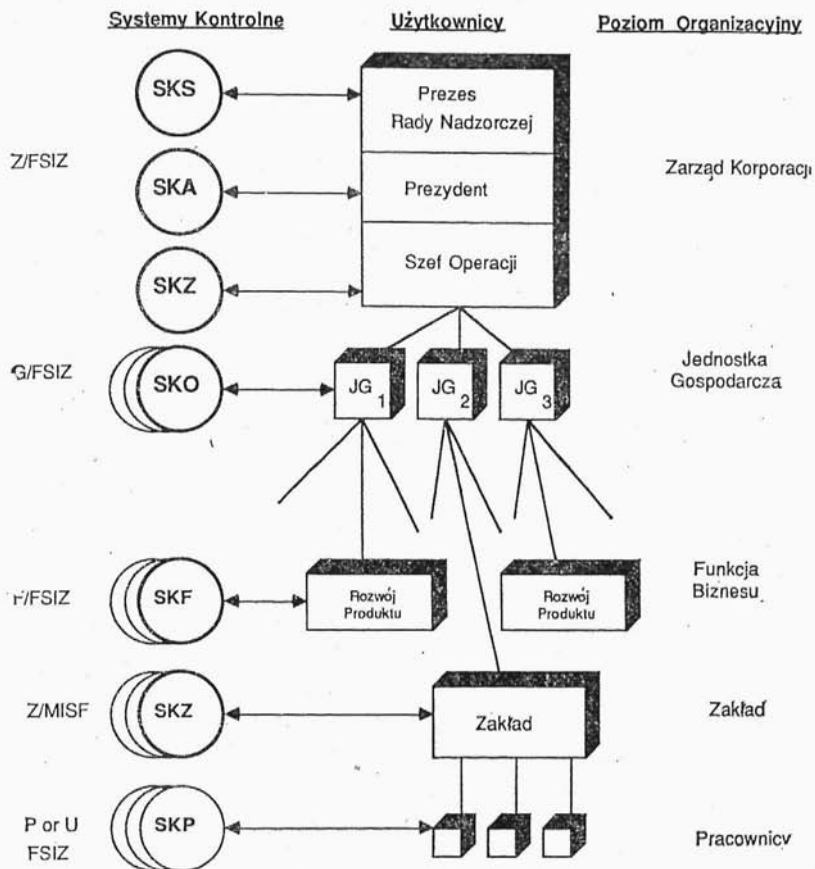 Systemy Kontrolne Użytkownicy Poziom Organizacyjny
SKS
Prezes
Rady Nadzorczej
Z/FSIZ
Zarząd Korporacji
SKA
Prezydent
SKZ
Szef Operacji
G/FSIZ
SKO
JG 1
JG 2
JG 3
Jednostka
Gospodarcza
F/FSIZ
SKF
Rozwój
Produktu
Rozwój
Produktu
Funkcja
Biznesu
Z/MISF
SKZ
Zakład
Zakład
P or U
FSIZ
SKP
Pracownicy